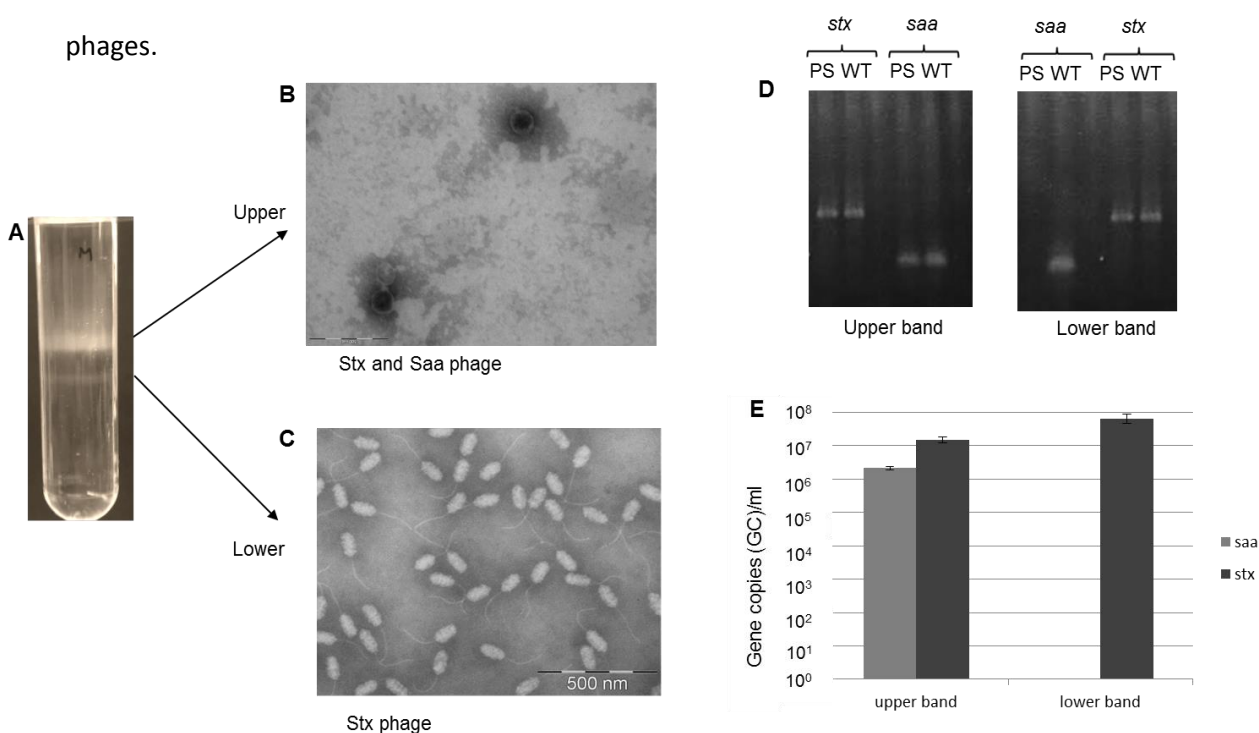 phages.
A
M
Upper
Lower
B
Stx and Saa phage
C
500 nm
Stx phage
D
stx saa saa stx
PS WT PS WT PS WT PS WT
Upper band Lower band
E
Gene copies (GC)/ml
10⁸
10⁷
10⁶
10⁵
10⁴
10³
10²
10¹
10⁰
upper band lower band
saa
stx